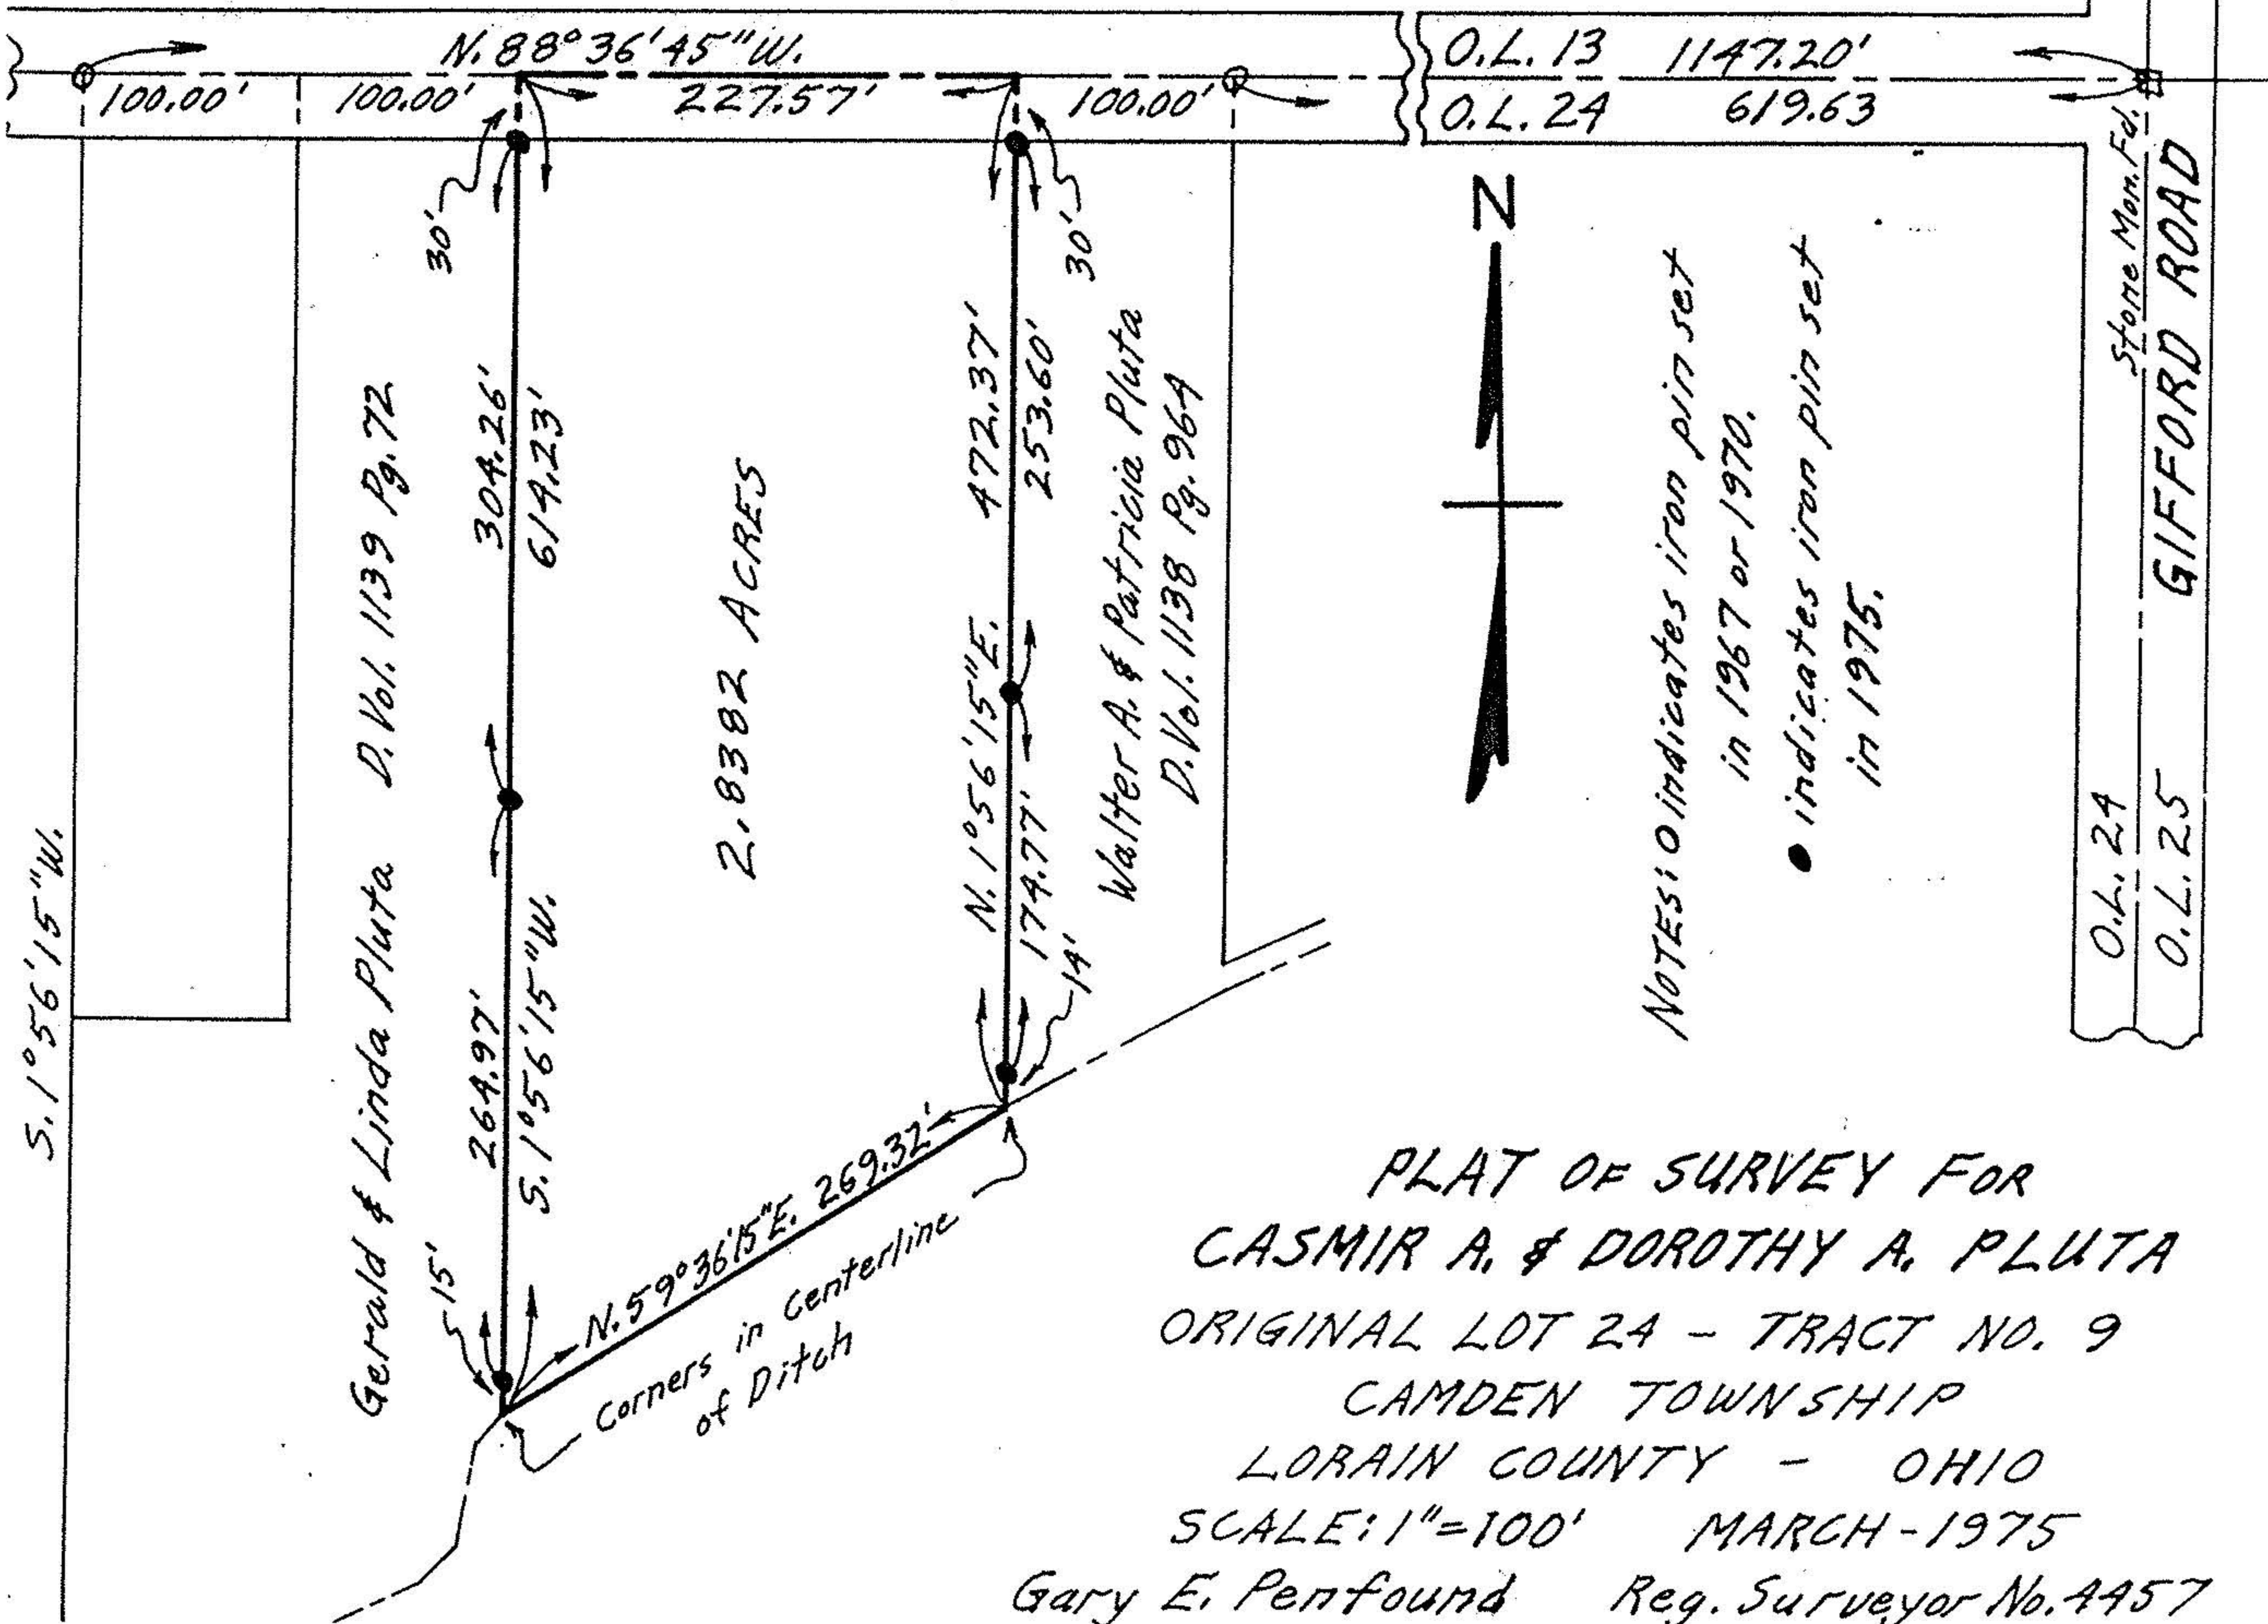 N. 88° 36' 45" W.
100.00' 100.00' 227.57' 100.00'
O.L. 13 1147.20'
O.L. 24 619.63
Stone Mon. Fd.
GIFFORD ROAD
O.L. 24
O.L. 25
30'
30'
N
S. 1° 56' 15" W.
Gerald & Linda Pluta D. Vol. 1139 Pg. 72
304.26'
614.23'
264.97'
S. 1° 56' 15" W.
15'
2.8382 ACRES
N. 1° 56' 15" E. 472.37'
253.60'
174.77'
14'
Walter A. & Patricia Pluta
D. Vol. 1138 Pg. 964
N. 59° 36' 15" E. 269.32'
Corners in Centerline
of Ditch
NOTES: O indicates iron pin set
in 1967 or 1970.
● indicates iron pin set
in 1975.
PLAT OF SURVEY FOR
CASMIR A. & DOROTHY A. PLUTA
ORIGINAL LOT 24 - TRACT NO. 9
CAMDEN TOWNSHIP
LORAIN COUNTY - OHIO
SCALE: 1"=100' MARCH - 1975
Gary E. Penfound Reg. Surveyor No. 4457